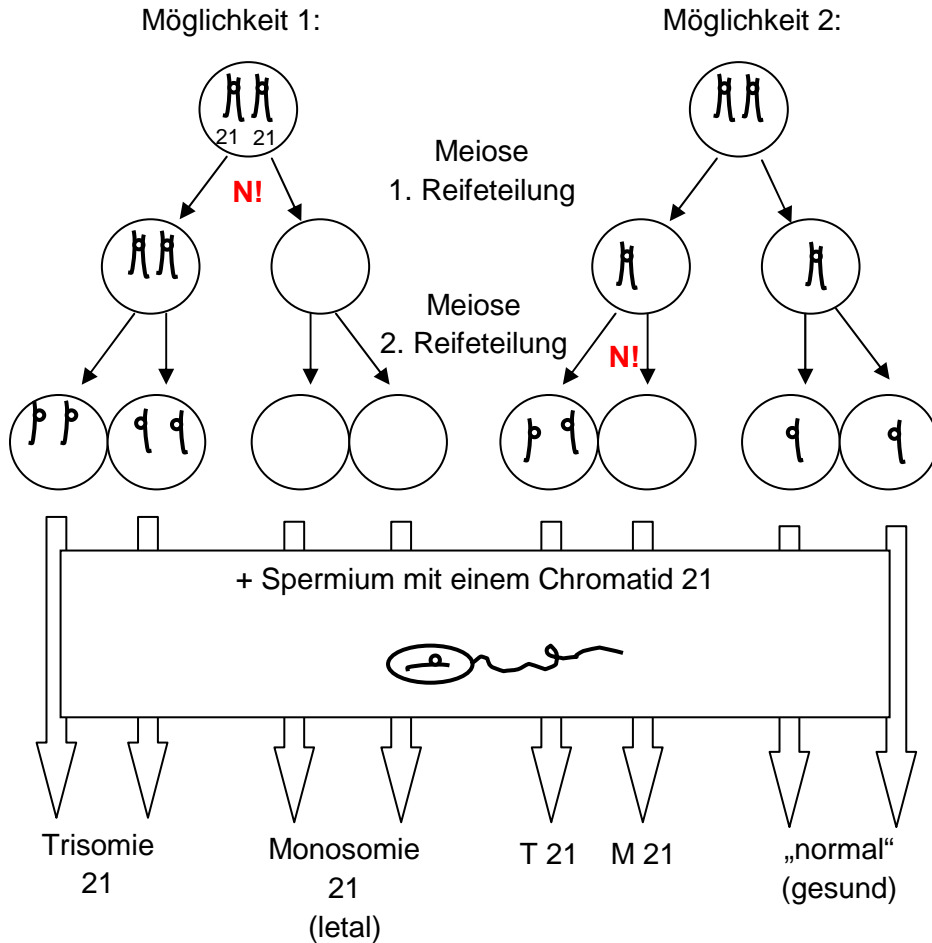 Möglichkeit 1:
Möglichkeit 2:
21 21
Meiose
1. Reifeteilung
N!
Meiose
2. Reifeteilung
N!
+ Spermium mit einem Chromatid 21
Trisomie
21
Monosomie
21
(letal)
T 21
M 21
„normal“
(gesund)